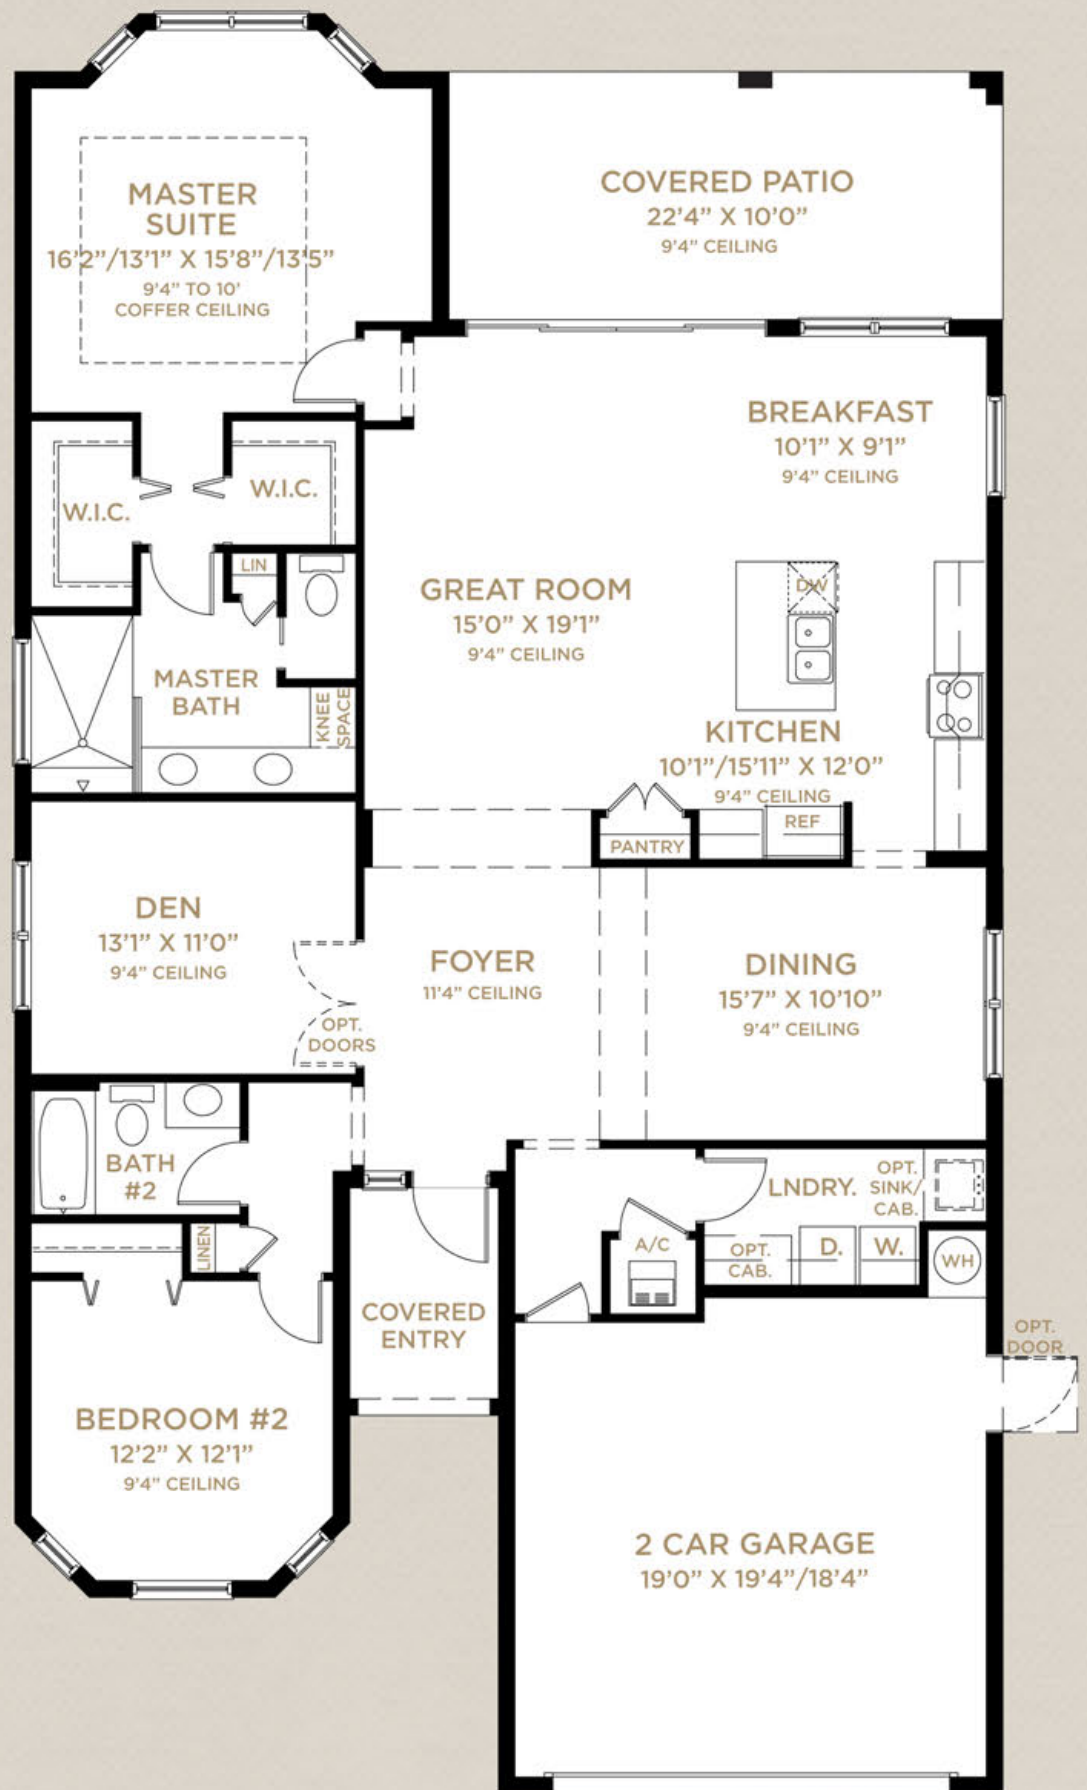 MASTER
SUITE
16'2"/13'1" X 15'8"/13'5"
9'4" TO 10'
COFFER CEILING
COVERED PATIO
22'4" X 10'0"
9'4" CEILING
BREAKFAST
10'1" X 9'1"
9'4" CEILING
W.I.C.
W.I.C.
LIN
DW
GREAT ROOM
15'0" X 19'1"
9'4" CEILING
MASTER
BATH
KNEE
SPACE
KITCHEN
10'1"/15'11" X 12'0"
9'4" CEILING
REF
PANTRY
DEN
13'1" X 11'0"
9'4" CEILING
OPT.
DOORS
FOYER
11'4" CEILING
DINING
15'7" X 10'10"
9'4" CEILING
BATH
#2
LINEN
LNDRY.
OPT.
SINK/
CAB.
A/C
OPT.
CAB.
D.
W.
WH
COVERED
ENTRY
OPT.
DOOR
BEDROOM #2
12'2" X 12'1"
9'4" CEILING
2 CAR GARAGE
19'0" X 19'4"/18'4"